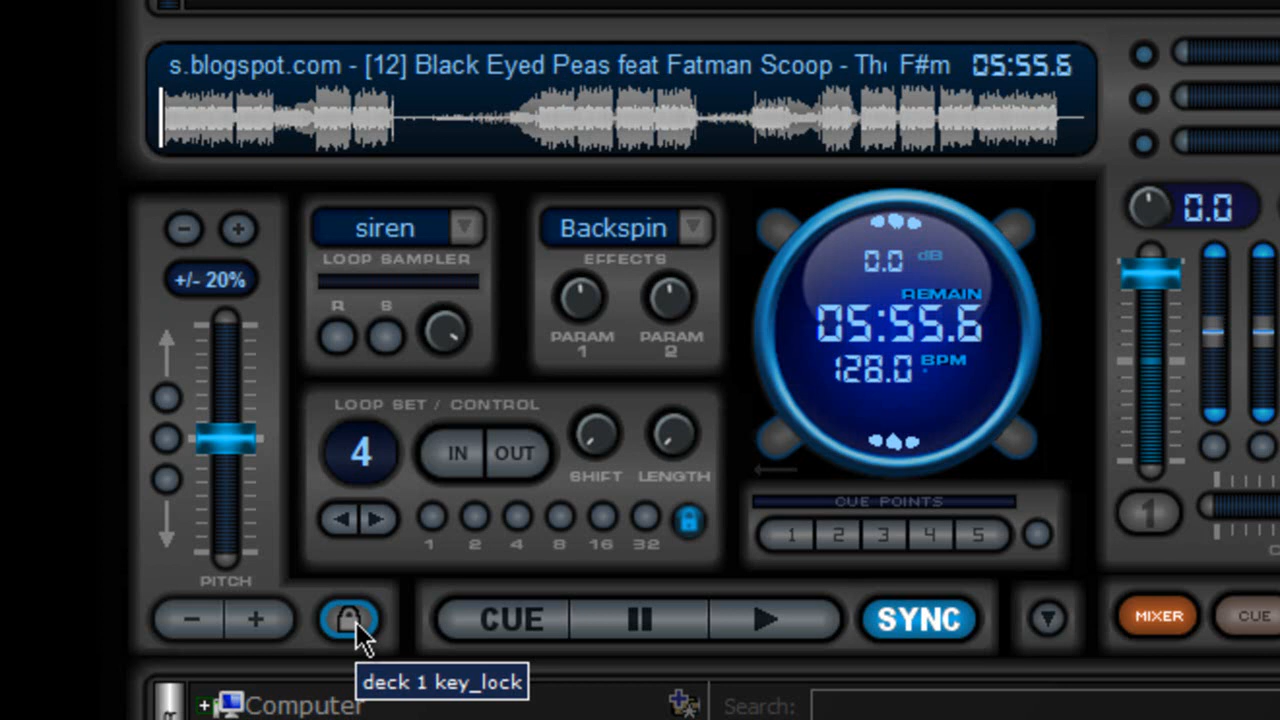 s.blogspot.com - [12] Black Eyed Peas feat Fatman Scoop - The F#m 05:55.6
+/- 20%
siren
LOOP SAMPLER
R S
Backspin
EFFECTS
PARAM 1 PARAM 2
0.0 dB
REMAIN
05:55.6
128.0 BPM
0.0
LOOP SET / CONTROL
4 IN OUT
SHIFT LENGTH
1 2 4 8 16 32
CUE POINTS
1 2 3 4 5
1
PITCH
- +
CUE
SYNC
MIXER
CUE
deck 1 key_lock
Computer
Search: